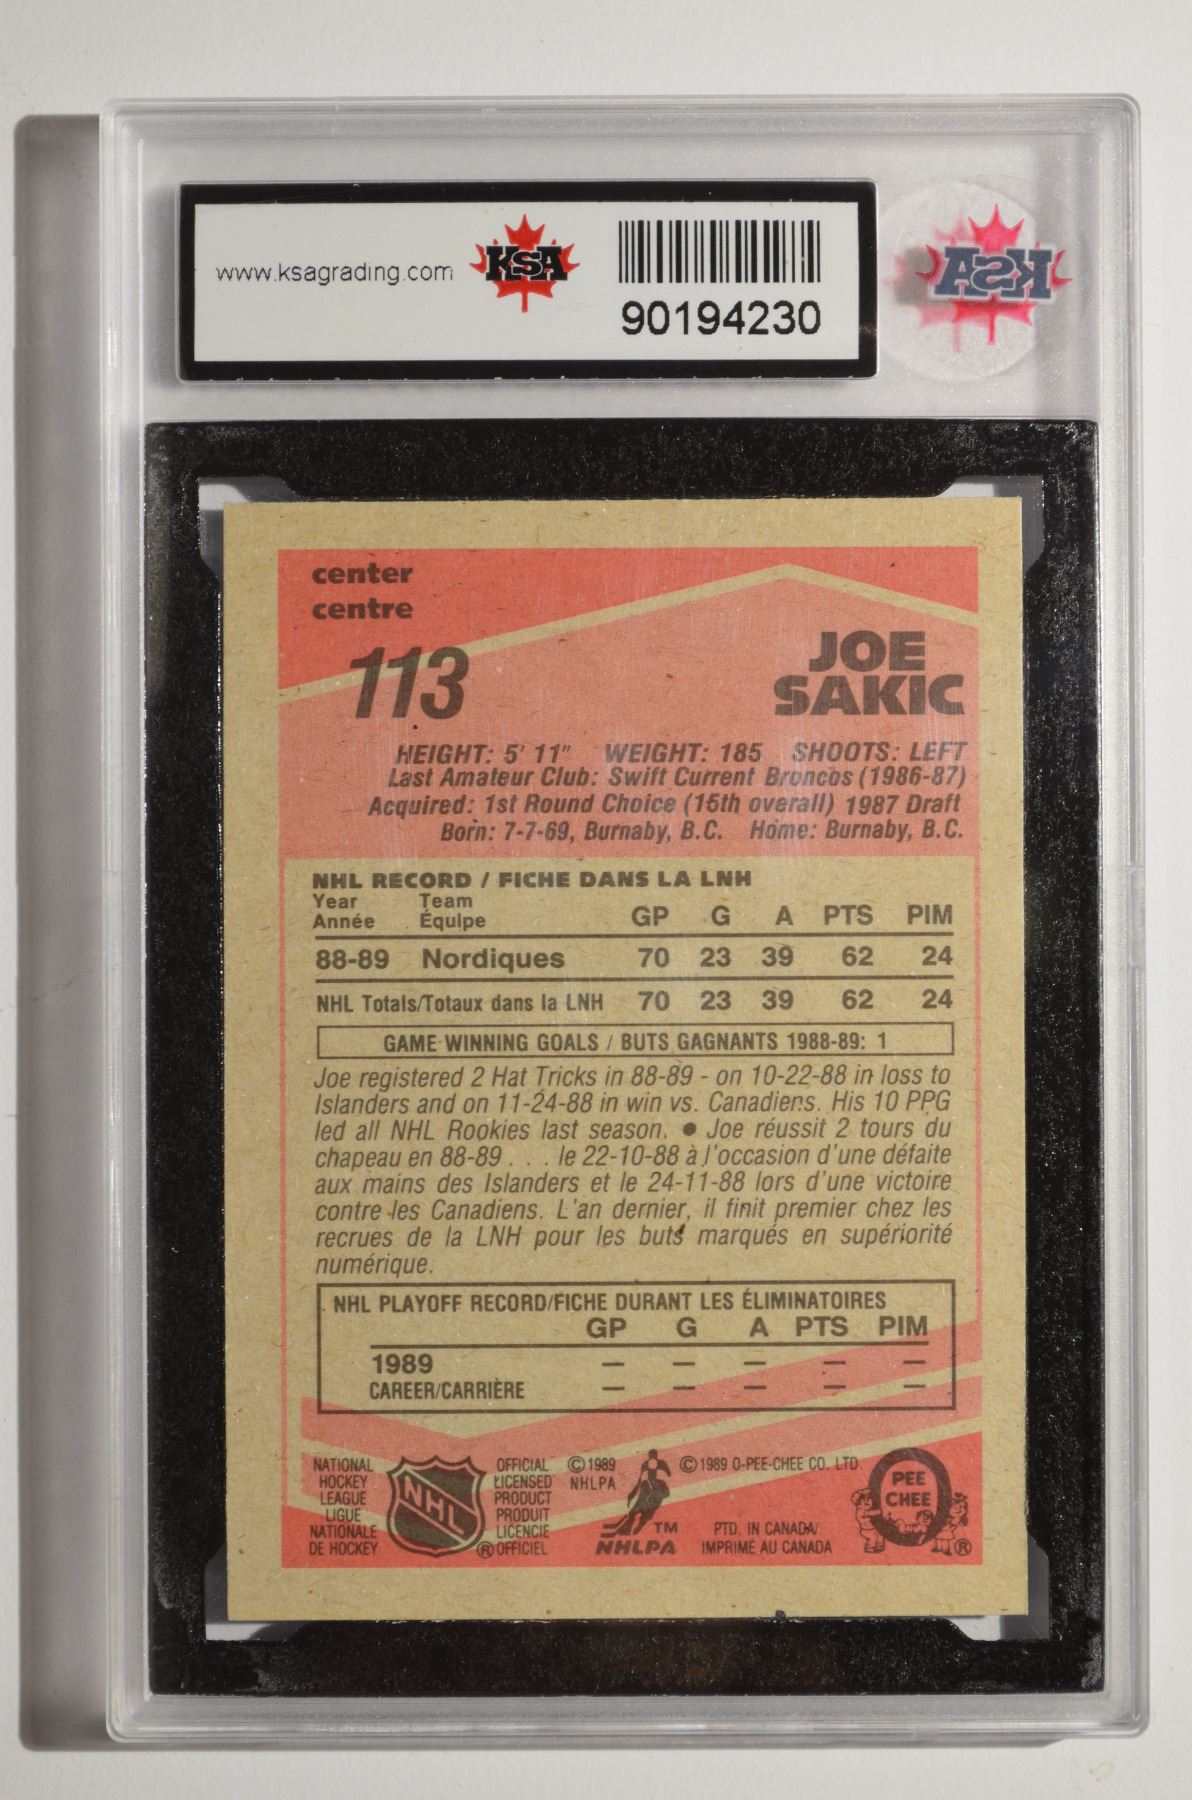 www.ksagrading.com
KSA
90194230
KSA
center
centre
113
JOE
SAKIC
HEIGHT: 5' 11" WEIGHT: 185 SHOOTS: LEFT
Last Amateur Club: Swift Current Broncos (1986-87)
Acquired: 1st Round Choice (15th overall) 1987 Draft
Born: 7-7-69, Burnaby, B.C. Home: Burnaby, B.C.
NHL RECORD / FICHE DANS LA LNH
Year Team
Année Équipe GP G A PTS PIM
88-89 Nordiques 70 23 39 62 24
NHL Totals/Totaux dans la LNH 70 23 39 62 24
GAME-WINNING GOALS / BUTS GAGNANTS 1988-89: 1
Joe registered 2 Hat Tricks in 88-89 - on 10-22-88 in loss to
Islanders and on 11-24-88 in win vs. Canadiens. His 10 PPG
led all NHL Rookies last season. ● Joe réussit 2 tours du
chapeau en 88-89 . . . le 22-10-88 à l'occasion d'une défaite
aux mains des Islanders et le 24-11-88 lors d'une victoire
contre les Canadiens. L'an dernier, il finit premier chez les
recrues de la LNH pour les buts marqués en supériorité
numérique.
NHL PLAYOFF RECORD/FICHE DURANT LES ÉLIMINATOIRES
GP G A PTS PIM
1989 — — — — —
CAREER/CARRIÈRE — — — — —
NATIONAL
HOCKEY
LEAGUE
LIGUE
NATIONALE
DE HOCKEY
NHL
OFFICIAL
LICENSED
PRODUCT
PRODUIT
LICENCIE
® OFFICIEL
© 1989
NHLPA
TM
NHLPA
© 1989 O-PEE-CHEE CO. LTD.
PTD. IN CANADA/
IMPRIMÉ AU CANADA
PEE
CHEE
®